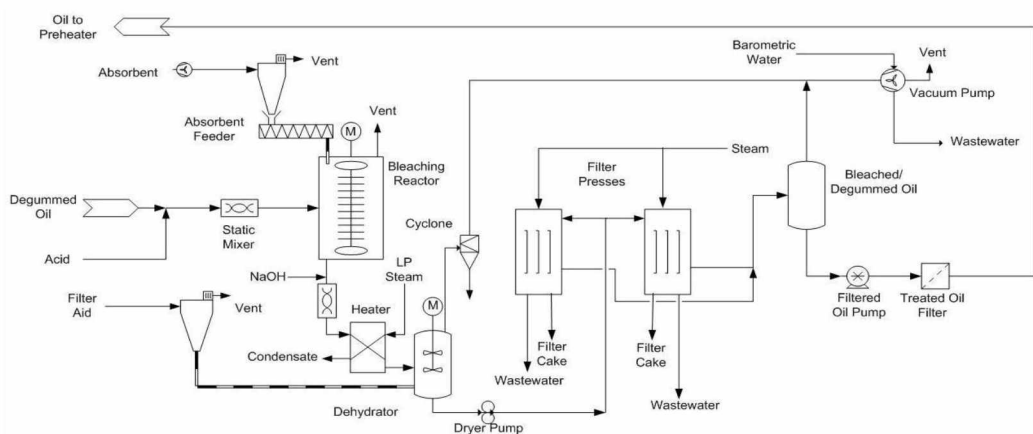 Oil to
Preheater
Absorbent
Vent
Absorbent
Feeder
M
Vent
Bleaching
Reactor
Barometric
Water
Vent
Vacuum Pump
Wastewater
Degummed
Oil
Acid
Static
Mixer
NaOH
LP
Steam
Cyclone
Filter
Presses
Steam
Bleached/
Degummed Oil
Filter
Aid
Vent
Heater
M
Condensate
Dehydrator
Dryer Pump
Filter
Cake
Wastewater
Filter
Cake
Wastewater
Filtered
Oil Pump
Treated Oil
Filter